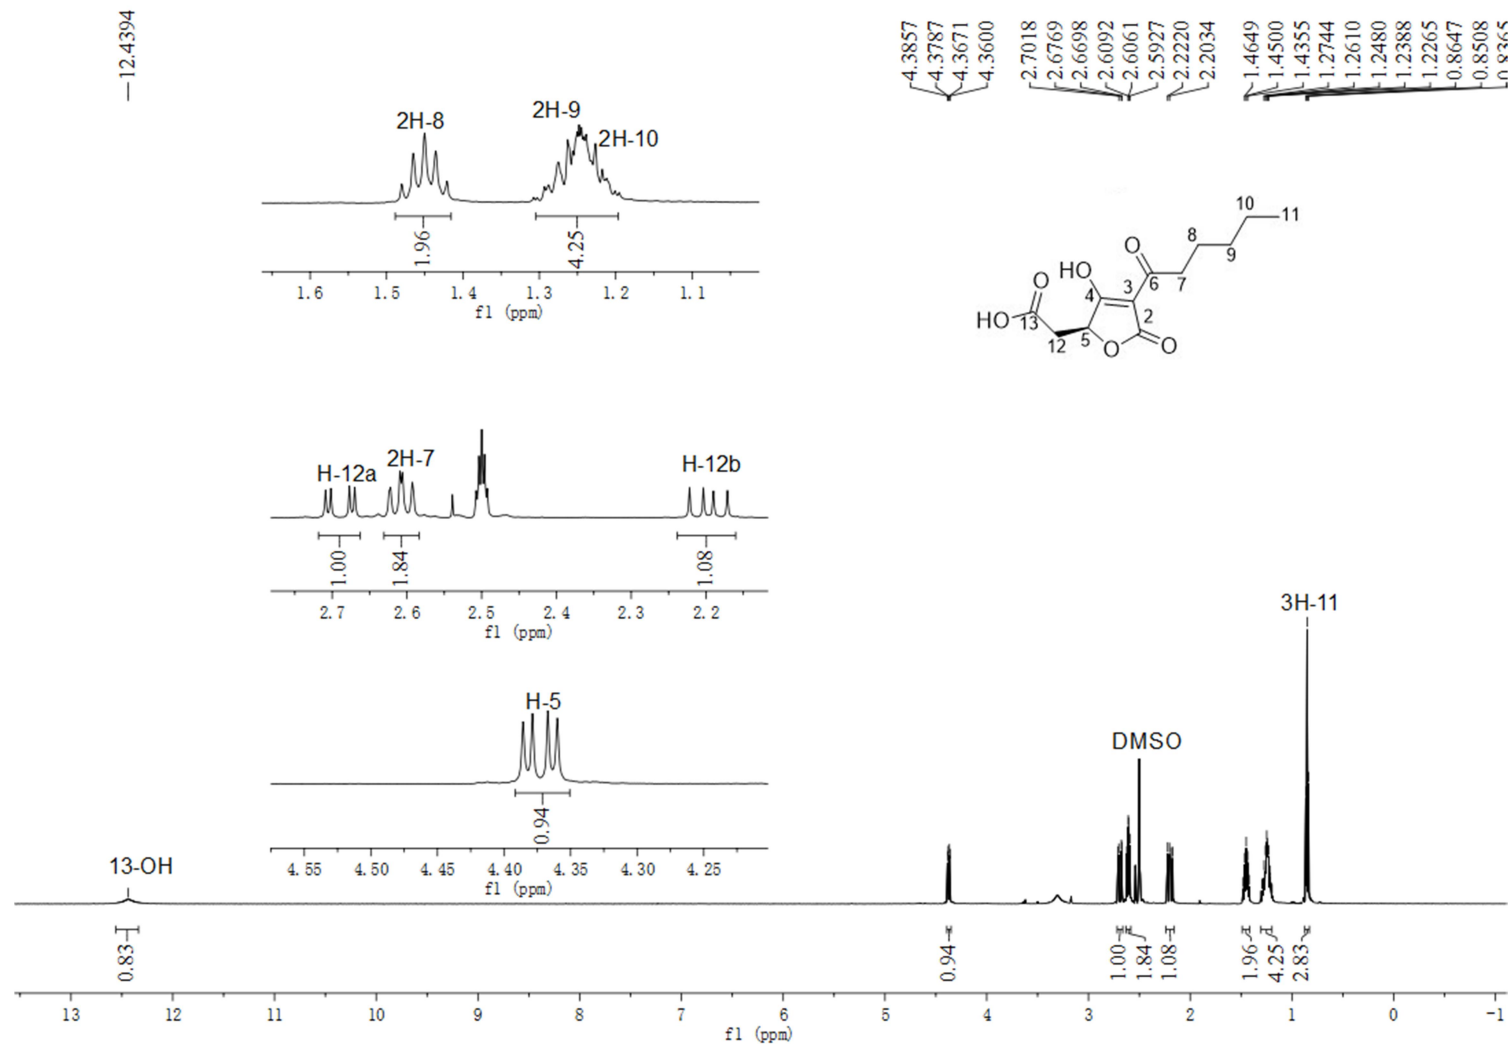 12.4394
4.3857
4.3787
4.3671
4.3600
2.7018
2.6769
2.6698
2.6092
2.6061
2.5927
2.2220
2.2034
1.4649
1.4500
1.4355
1.2744
1.2610
1.2480
1.2388
1.2265
0.8647
0.8508
0.8365
2H-8
2H-9
2H-10
1.96
4.25
1.6 1.5 1.4 1.3 1.2 1.1
f1 (ppm)
10
11
8
9
O
HO
O
3
6
7
4
2
HO
13
12
5
O
O
H-12a
2H-7
H-12b
1.00
1.84
1.08
2.7 2.6 2.5 2.4 2.3 2.2
f1 (ppm)
H-5
0.94
4.55 4.50 4.45 4.40 4.35 4.30 4.25
f1 (ppm)
3H-11
DMSO
13-OH
0.83
0.94
1.00
1.84
1.08
1.96
4.25
2.83
13 12 11 10 9 8 7 6 5 4 3 2 1 0 -1
f1 (ppm)